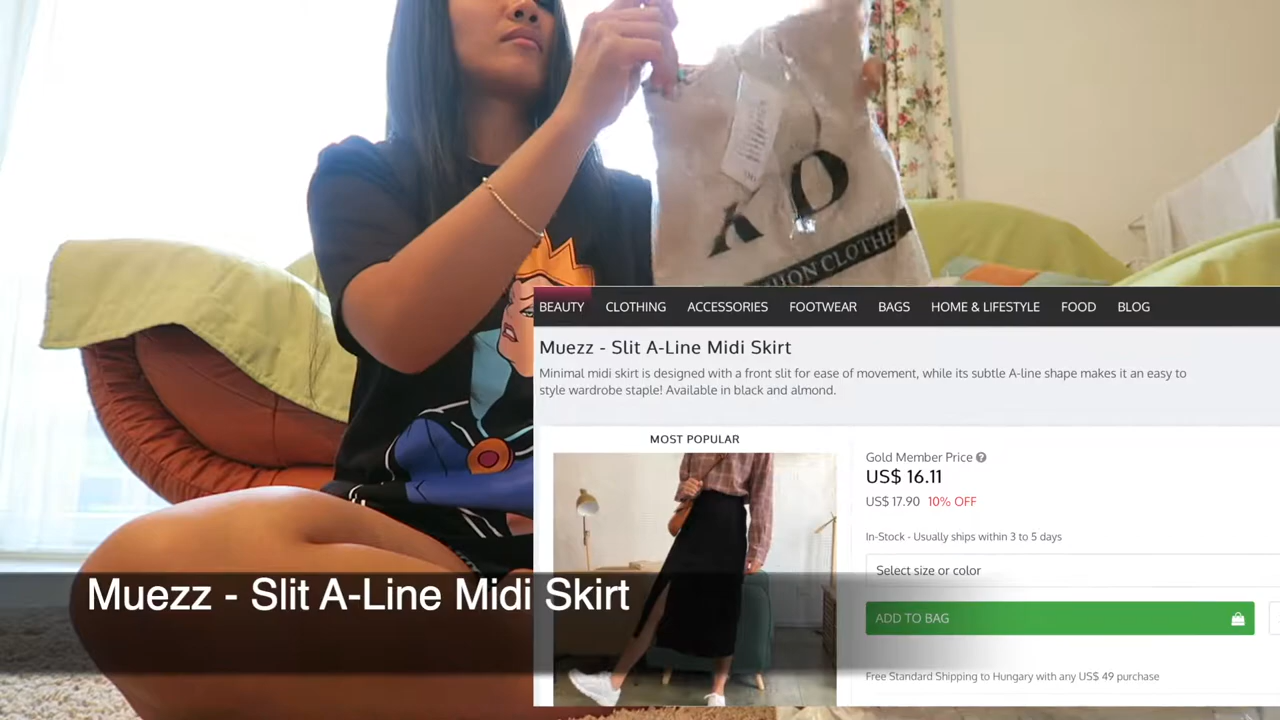 D
HION CLOTHE
BEAUTY CLOTHING ACCESSORIES FOOTWEAR BAGS HOME & LIFESTYLE FOOD BLOG
Muezz - Slit A-Line Midi Skirt
Minimal midi skirt is designed with a front slit for ease of movement, while its subtle A-line shape makes it an easy to
style wardrobe staple! Available in black and almond.
MOST POPULAR
Gold Member Price
US$ 16.11
US$ 17.90 10% OFF
In-Stock - Usually ships within 3 to 5 days
Select size or color
ADD TO BAG
Free Standard Shipping to Hungary with any US$ 49 purchase
Muezz - Slit A-Line Midi Skirt